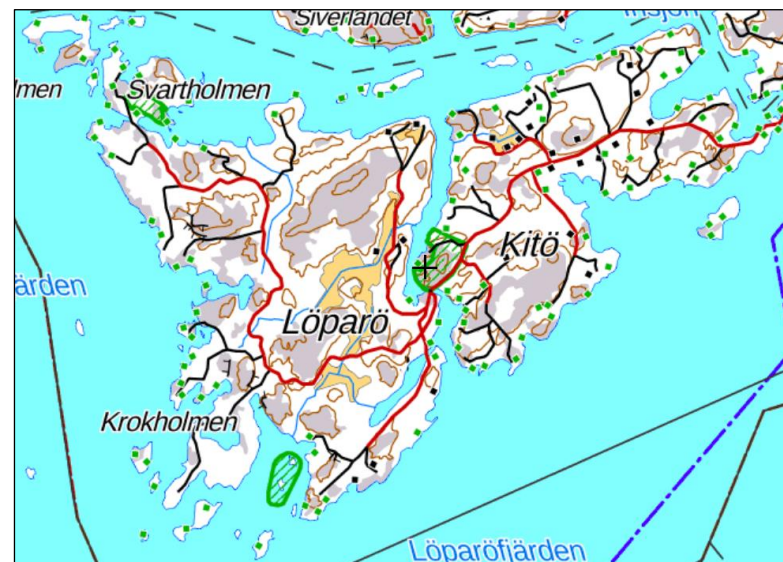 Siverlandet
Svartholmen
lmen
Kitö
ärden
Löparö
Krokholmen
Löparöfjärden